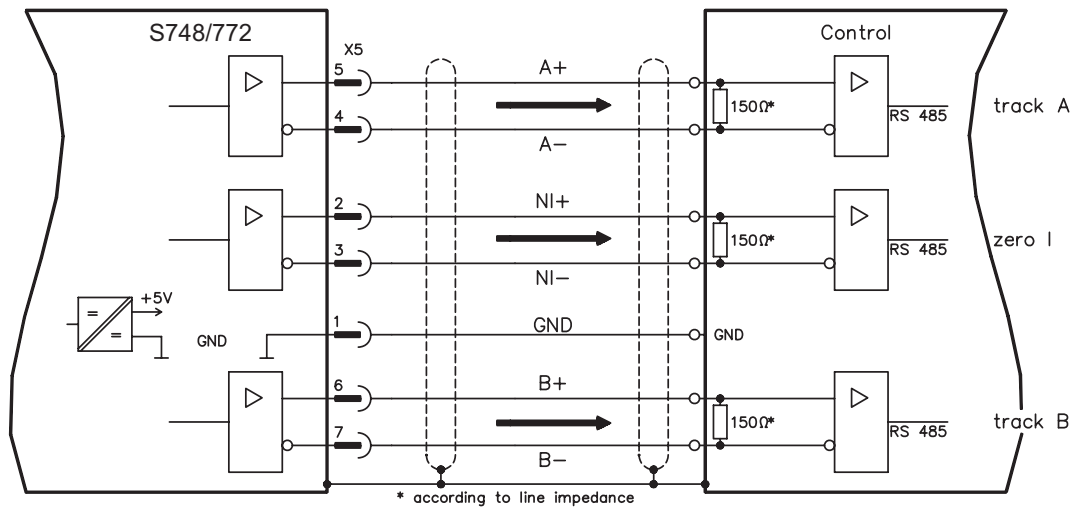 S748/772
Control
X5
5
A+
150Ω*
RS 485
track A
4
A−
2
NI+
150Ω*
RS 485
zero I
3
NI−
+5V
=
=
GND
1
GND
GND
6
B+
150Ω*
RS 485
track B
7
B−
* according to line impedance